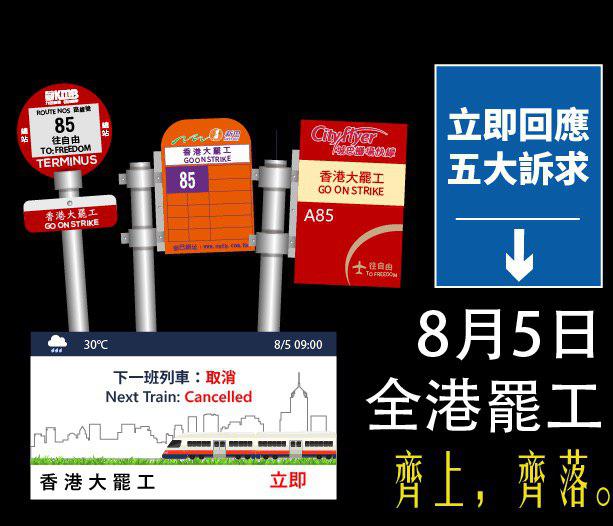 KMB
ROUTE NOS 路線號
85
往自由
TO:FREEDOM
總站
總站
TERMINUS
香港大罷工
GO ON STRIKE
新巴
香港大罷工
GO ON STRIKE
85
Cityflyer
香港大罷工
GO ON STRIKE
A85
往自由
TO FREEDOM
立即回應
五大訴求
30℃
8/5 09:00
下一班列車：取消
Next Train: Cancelled
香港大罷工
立即
8月5日
全港罷工
齊上，齊落。